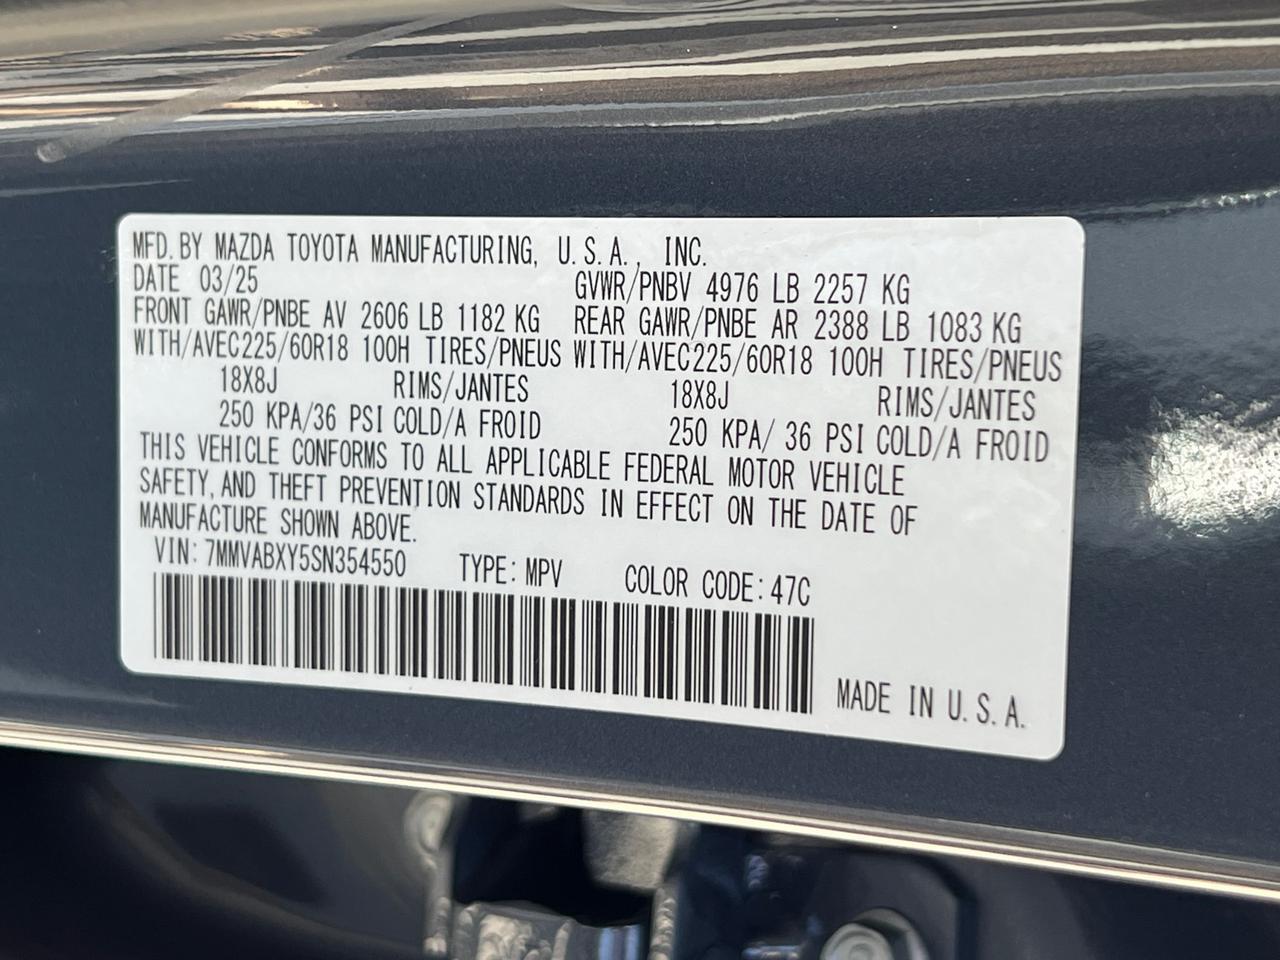 MFD. BY MAZDA TOYOTA MANUFACTURING, U. S. A., INC.
DATE 03/25 GVWR/PNBV 4976 LB 2257 KG
FRONT GAWR/PNBE AV 2606 LB 1182 KG REAR GAWR/PNBE AR 2388 LB 1083 KG
WITH/AVEC225/60R18 100H TIRES/PNEUS WITH/AVEC225/60R18 100H TIRES/PNEUS
18X8J RIMS/JANTES 18X8J RIMS/JANTES
250 KPA/36 PSI COLD/A FROID 250 KPA/ 36 PSI COLD/A FROID
THIS VEHICLE CONFORMS TO ALL APPLICABLE FEDERAL MOTOR VEHICLE
SAFETY, AND THEFT PREVENTION STANDARDS IN EFFECT ON THE DATE OF
MANUFACTURE SHOWN ABOVE.
VIN: 7MMVABXY5SN354550 TYPE: MPV COLOR CODE: 47C
MADE IN U. S. A.